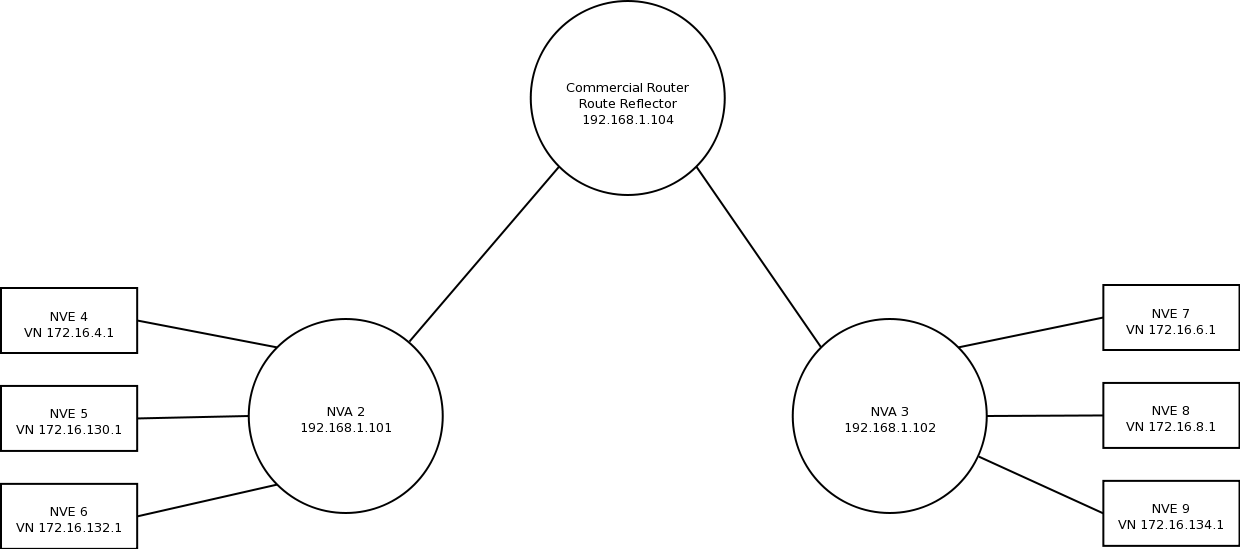 Commercial Router
Route Reflector
192.168.1.104
NVE 4
VN 172.16.4.1
NVE 5
VN 172.16.130.1
NVE 6
VN 172.16.132.1
NVA 2
192.168.1.101
NVA 3
192.168.1.102
NVE 7
VN 172.16.6.1
NVE 8
VN 172.16.8.1
NVE 9
VN 172.16.134.1